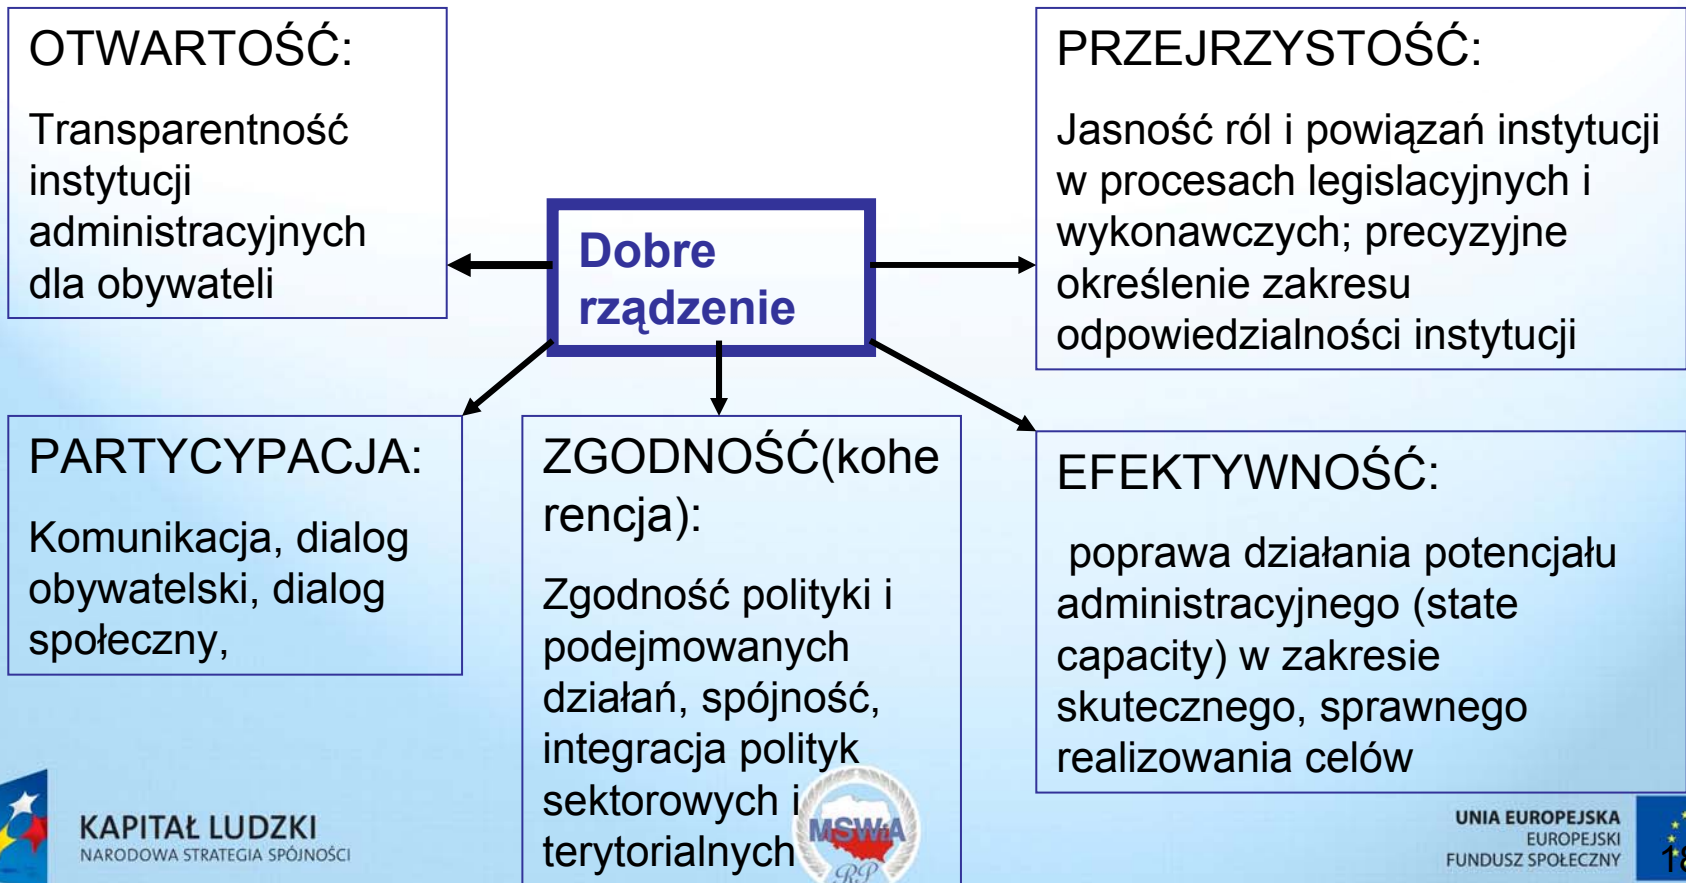 OTWARTOŚĆ:
Transparentność
instytucji
administracyjnych
dla obywateli
Dobre
rządzenie
PRZEJRZYSTOŚĆ:
Jasność ról i powiązań instytucji
w procesach legislacyjnych i
wykonawczych; precyzyjne
określenie zakresu
odpowiedzialności instytucji
PARTYCYPACJA:
Komunikacja, dialog
obywatelski, dialog
społeczny,
ZGODNOŚĆ(kohe
rencja):
Zgodność polityki i
podejmowanych
działań, spójność,
integracja polityk
sektorowych i
terytorialnych
EFEKTYWNOŚĆ:
poprawa działania potencjału
administracyjnego (state
capacity) w zakresie
skutecznego, sprawnego
realizowania celów
KAPITAŁ LUDZKI
NARODOWA STRATEGIA SPÓJNOŚCI
MSWiA
RP
UNIA EUROPEJSKA
EUROPEJSKI
FUNDUSZ SPOŁECZNY